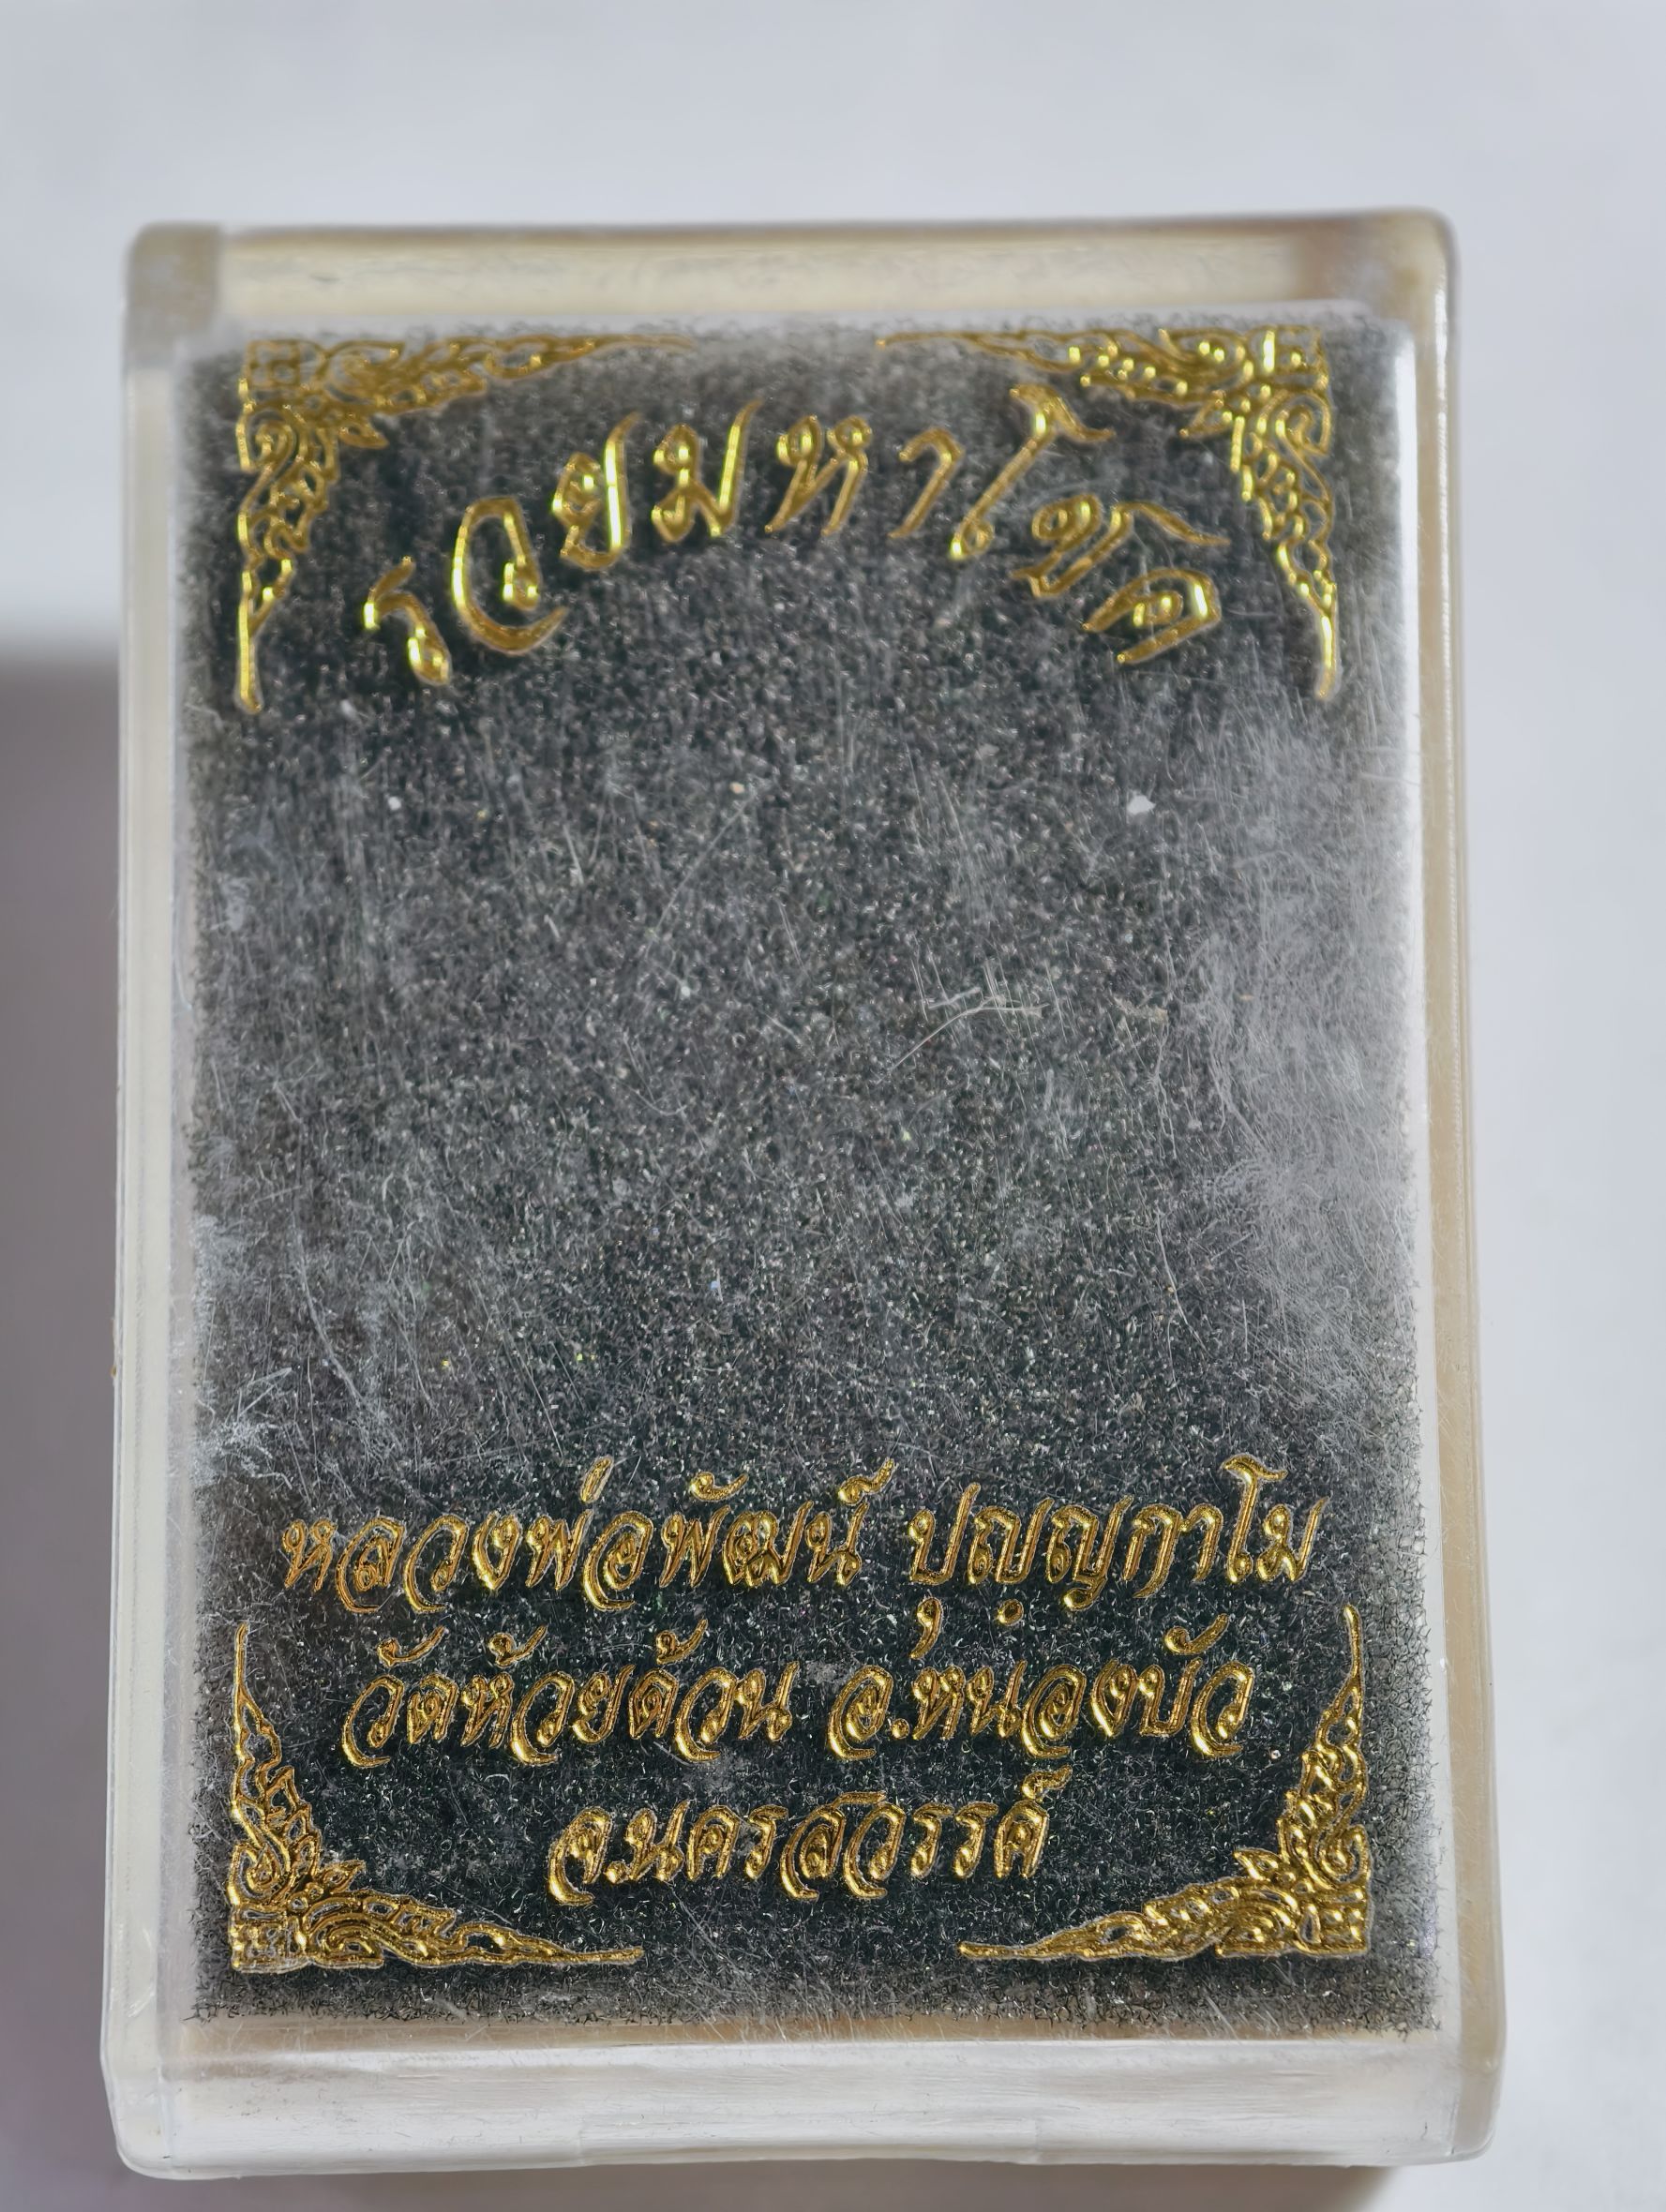 รวยมหาโชค
หลวงพ่อพัฒน์ ปุญฺญกาโม
วัดห้วยด้วน อ.หนองบัว
จ.นครสวรรค์